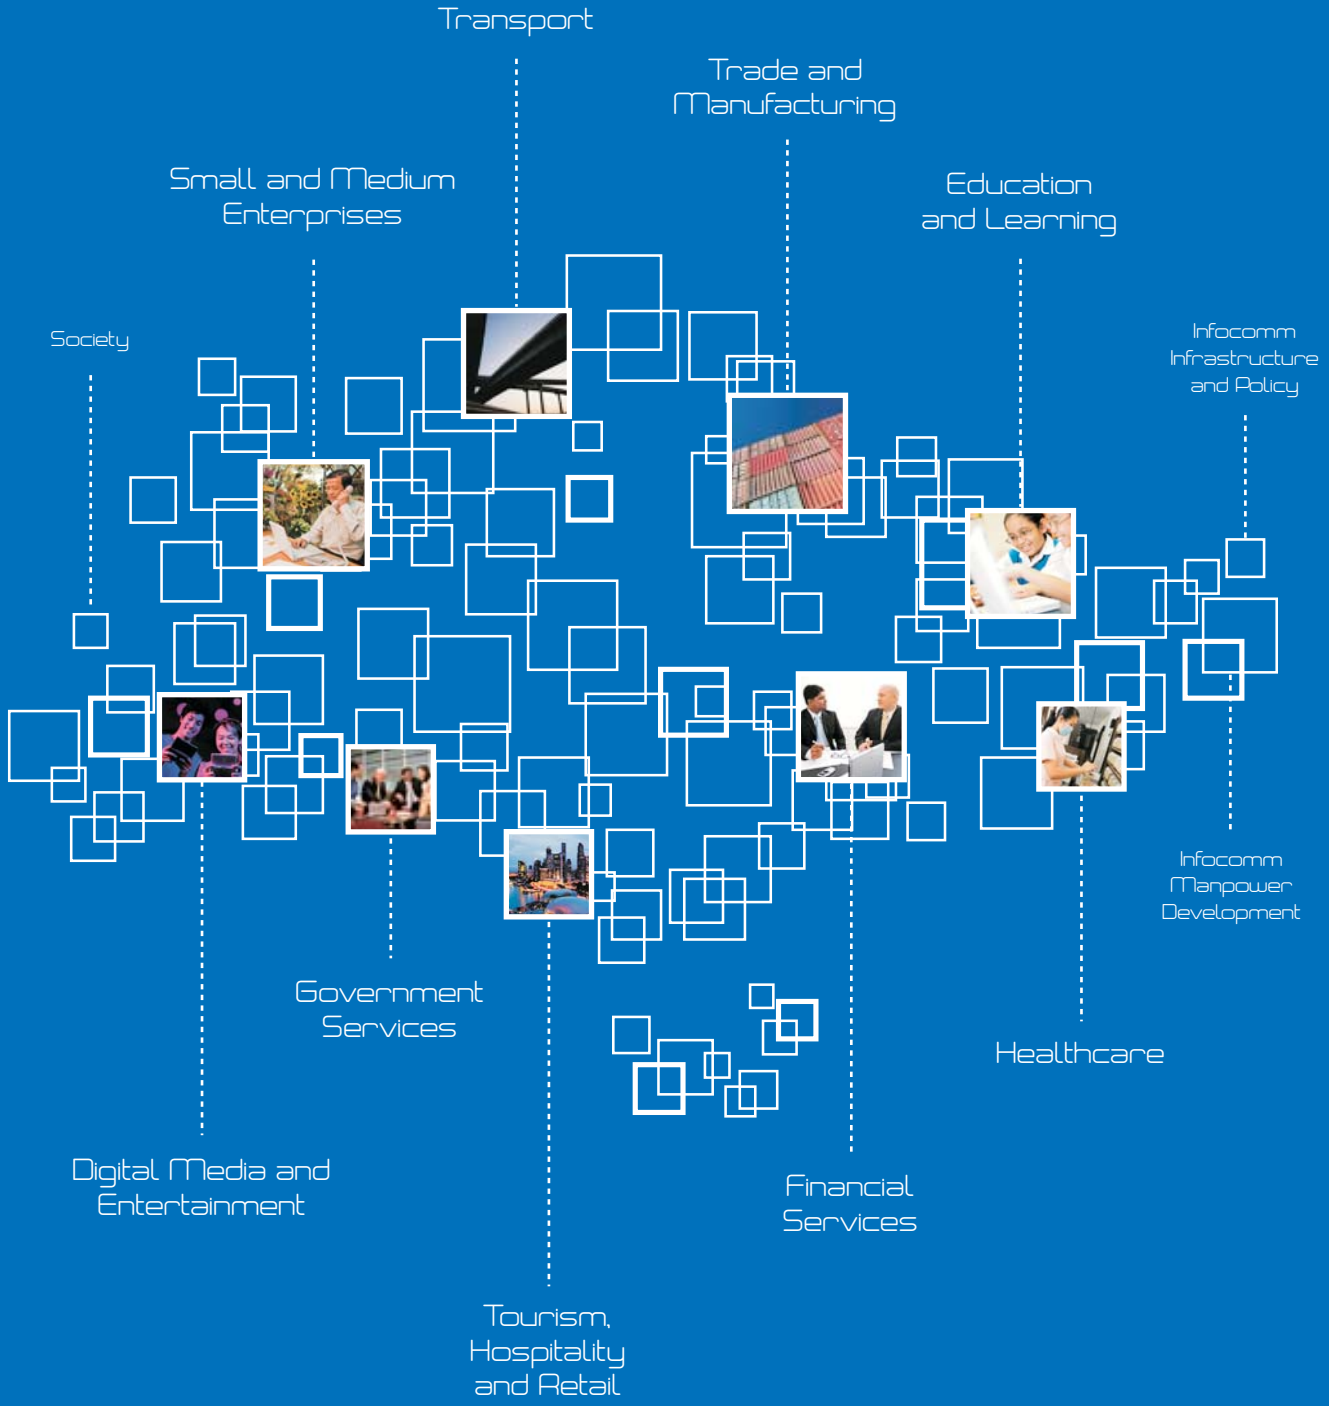 Transport
Trade and
Manufacturing
Small and Medium
Enterprises
Education
and Learning
Society
Infocomm
Infrastructure
and Policy
Infocomm
Manpower
Development
Government
Services
Healthcare
Digital Media and
Entertainment
Financial
Services
Tourism,
Hospitality
and Retail